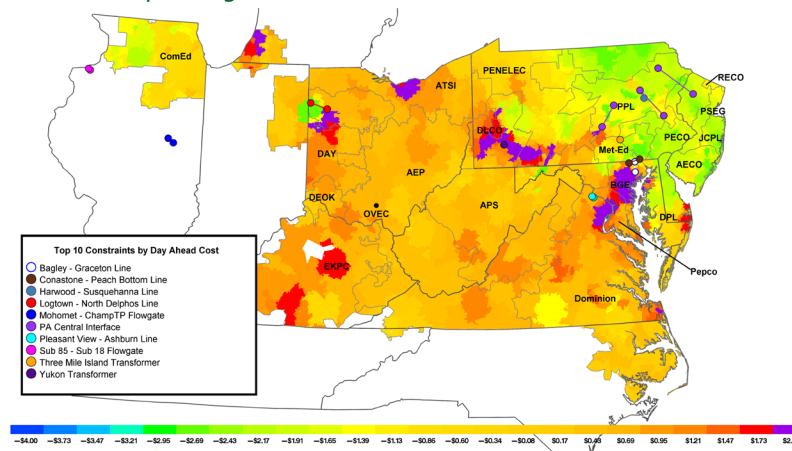 ComEd
PENELEC
ATSI
RECO
PSEG
PPL
DLCO
PECO
JCPL
Met-Ed
DAY
AECO
AEP
BGE
DEOK
OVEC
APS
DPL
Pepco
EKPC
Dominion
Top 10 Constraints by Day Ahead Cost
Bagley - Graceton Line
Conastone - Peach Bottom Line
Harwood - Susquehanna Line
Logtown - North Delphos Line
Mohomet - ChampTP Flowgate
PA Central Interface
Pleasant View - Ashburn Line
Sub 85 - Sub 18 Flowgate
Three Mile Island Transformer
Yukon Transformer
-$4.00 -$3.73 -$3.47 -$3.21 -$2.95 -$2.69 -$2.43 -$2.17 -$1.91 -$1.65 -$1.39 -$1.13 -$0.86 -$0.60 -$0.34 -$0.08 $0.17 $0.43 $0.69 $0.95 $1.21 $1.47 $1.73